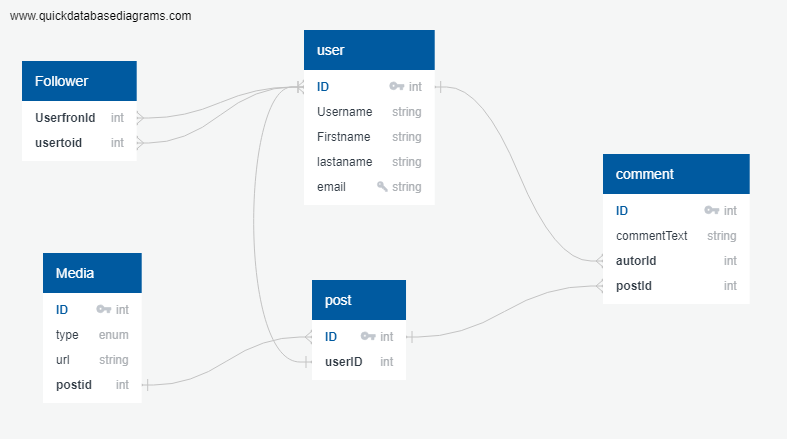 www.quickdatabasediagrams.com
Follower
UserfronId int
usertoid int
user
ID int
Username string
Firstname string
lastaname string
email string
comment
ID int
commentText string
autorId int
postId int
Media
ID int
type enum
url string
postid int
post
ID int
userID int